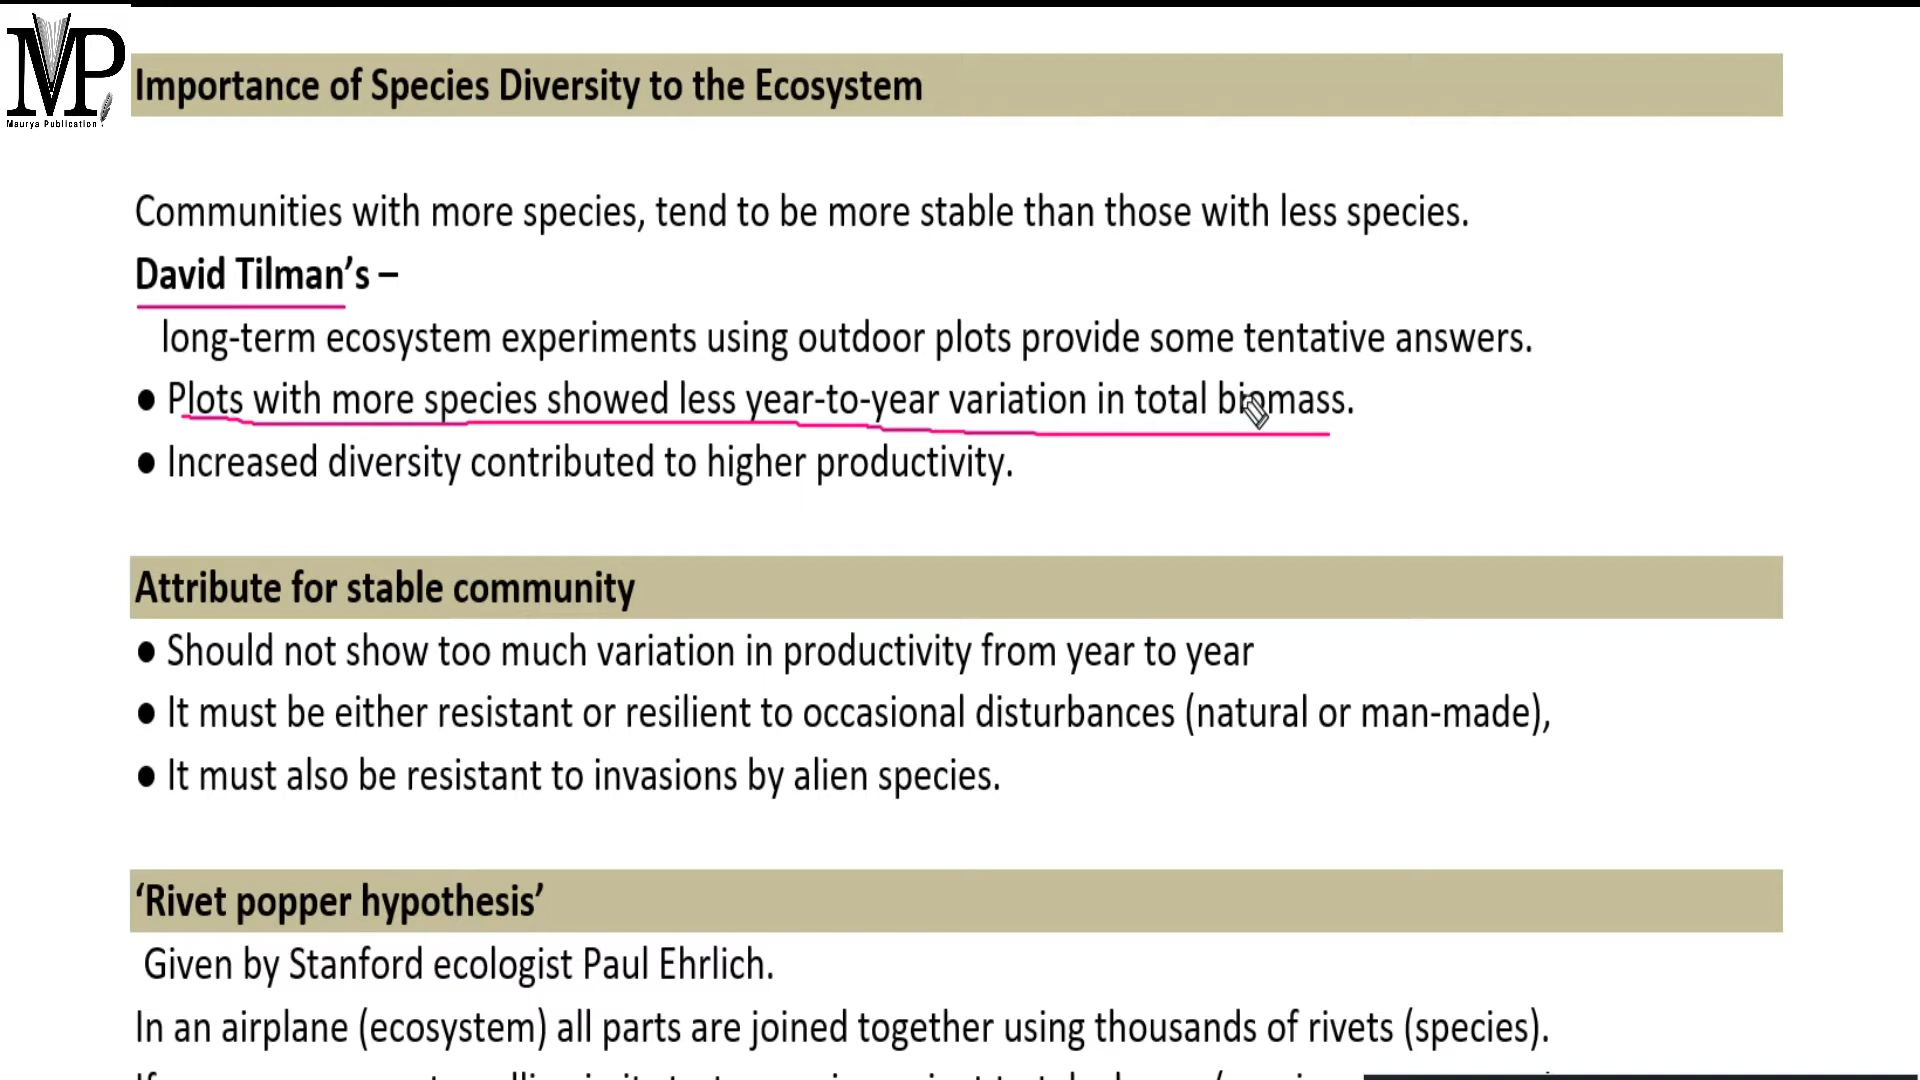 MP
Maurya Publication
Importance of Species Diversity to the Ecosystem
Communities with more species, tend to be more stable than those with less species.
David Tilman’s –
long-term ecosystem experiments using outdoor plots provide some tentative answers.
● Plots with more species showed less year-to-year variation in total biomass.
● Increased diversity contributed to higher productivity.
Attribute for stable community
● Should not show too much variation in productivity from year to year
● It must be either resistant or resilient to occasional disturbances (natural or man-made),
● It must also be resistant to invasions by alien species.
‘Rivet popper hypothesis’
Given by Stanford ecologist Paul Ehrlich.
In an airplane (ecosystem) all parts are joined together using thousands of rivets (species).